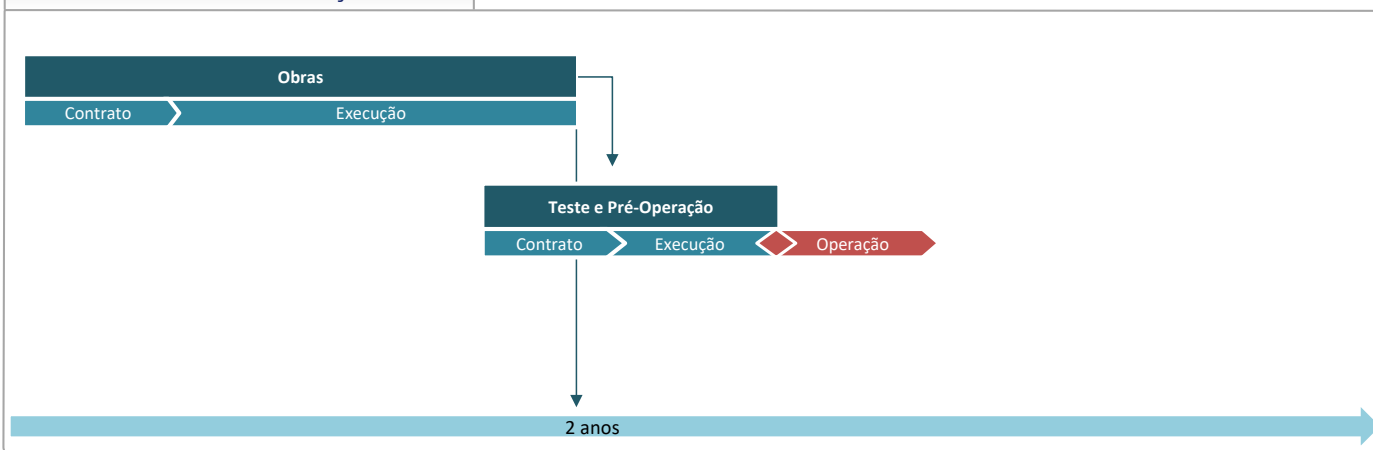 Obras
Contrato Execução
Teste e Pré-Operação
Contrato Execução Operação
2 anos